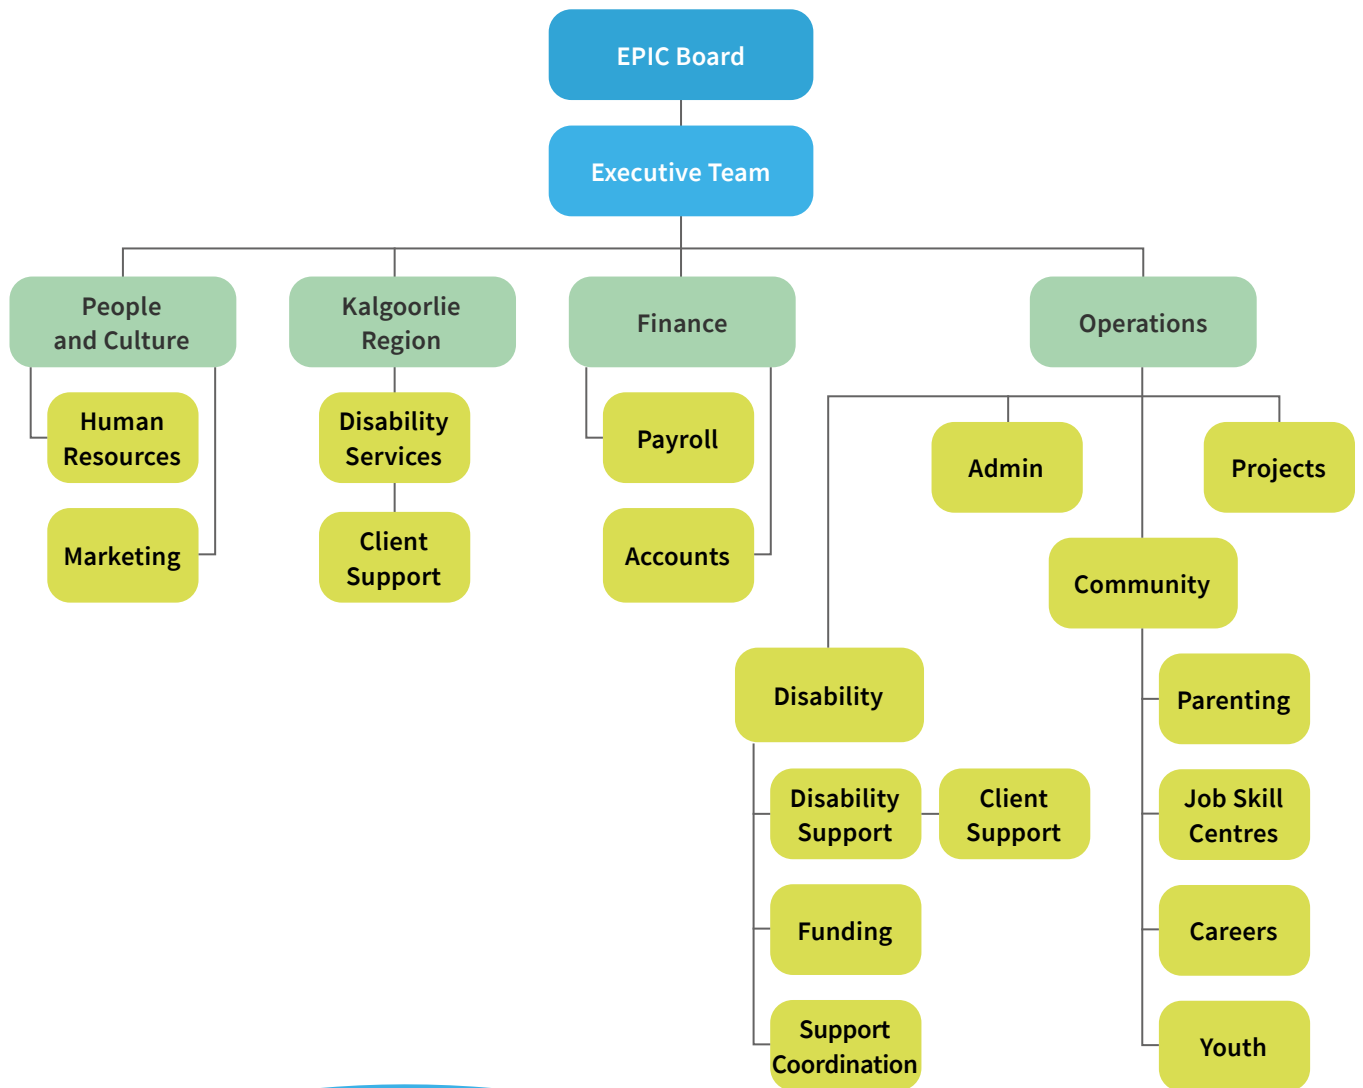 EPIC Board
Executive Team
People
and Culture
Kalgoorlie
Region
Finance
Operations
Human
Resources
Marketing
Disability
Services
Client
Support
Payroll
Accounts
Admin
Projects
Community
Disability
Disability
Support
Client
Support
Funding
Support
Coordination
Parenting
Job Skill
Centres
Careers
Youth